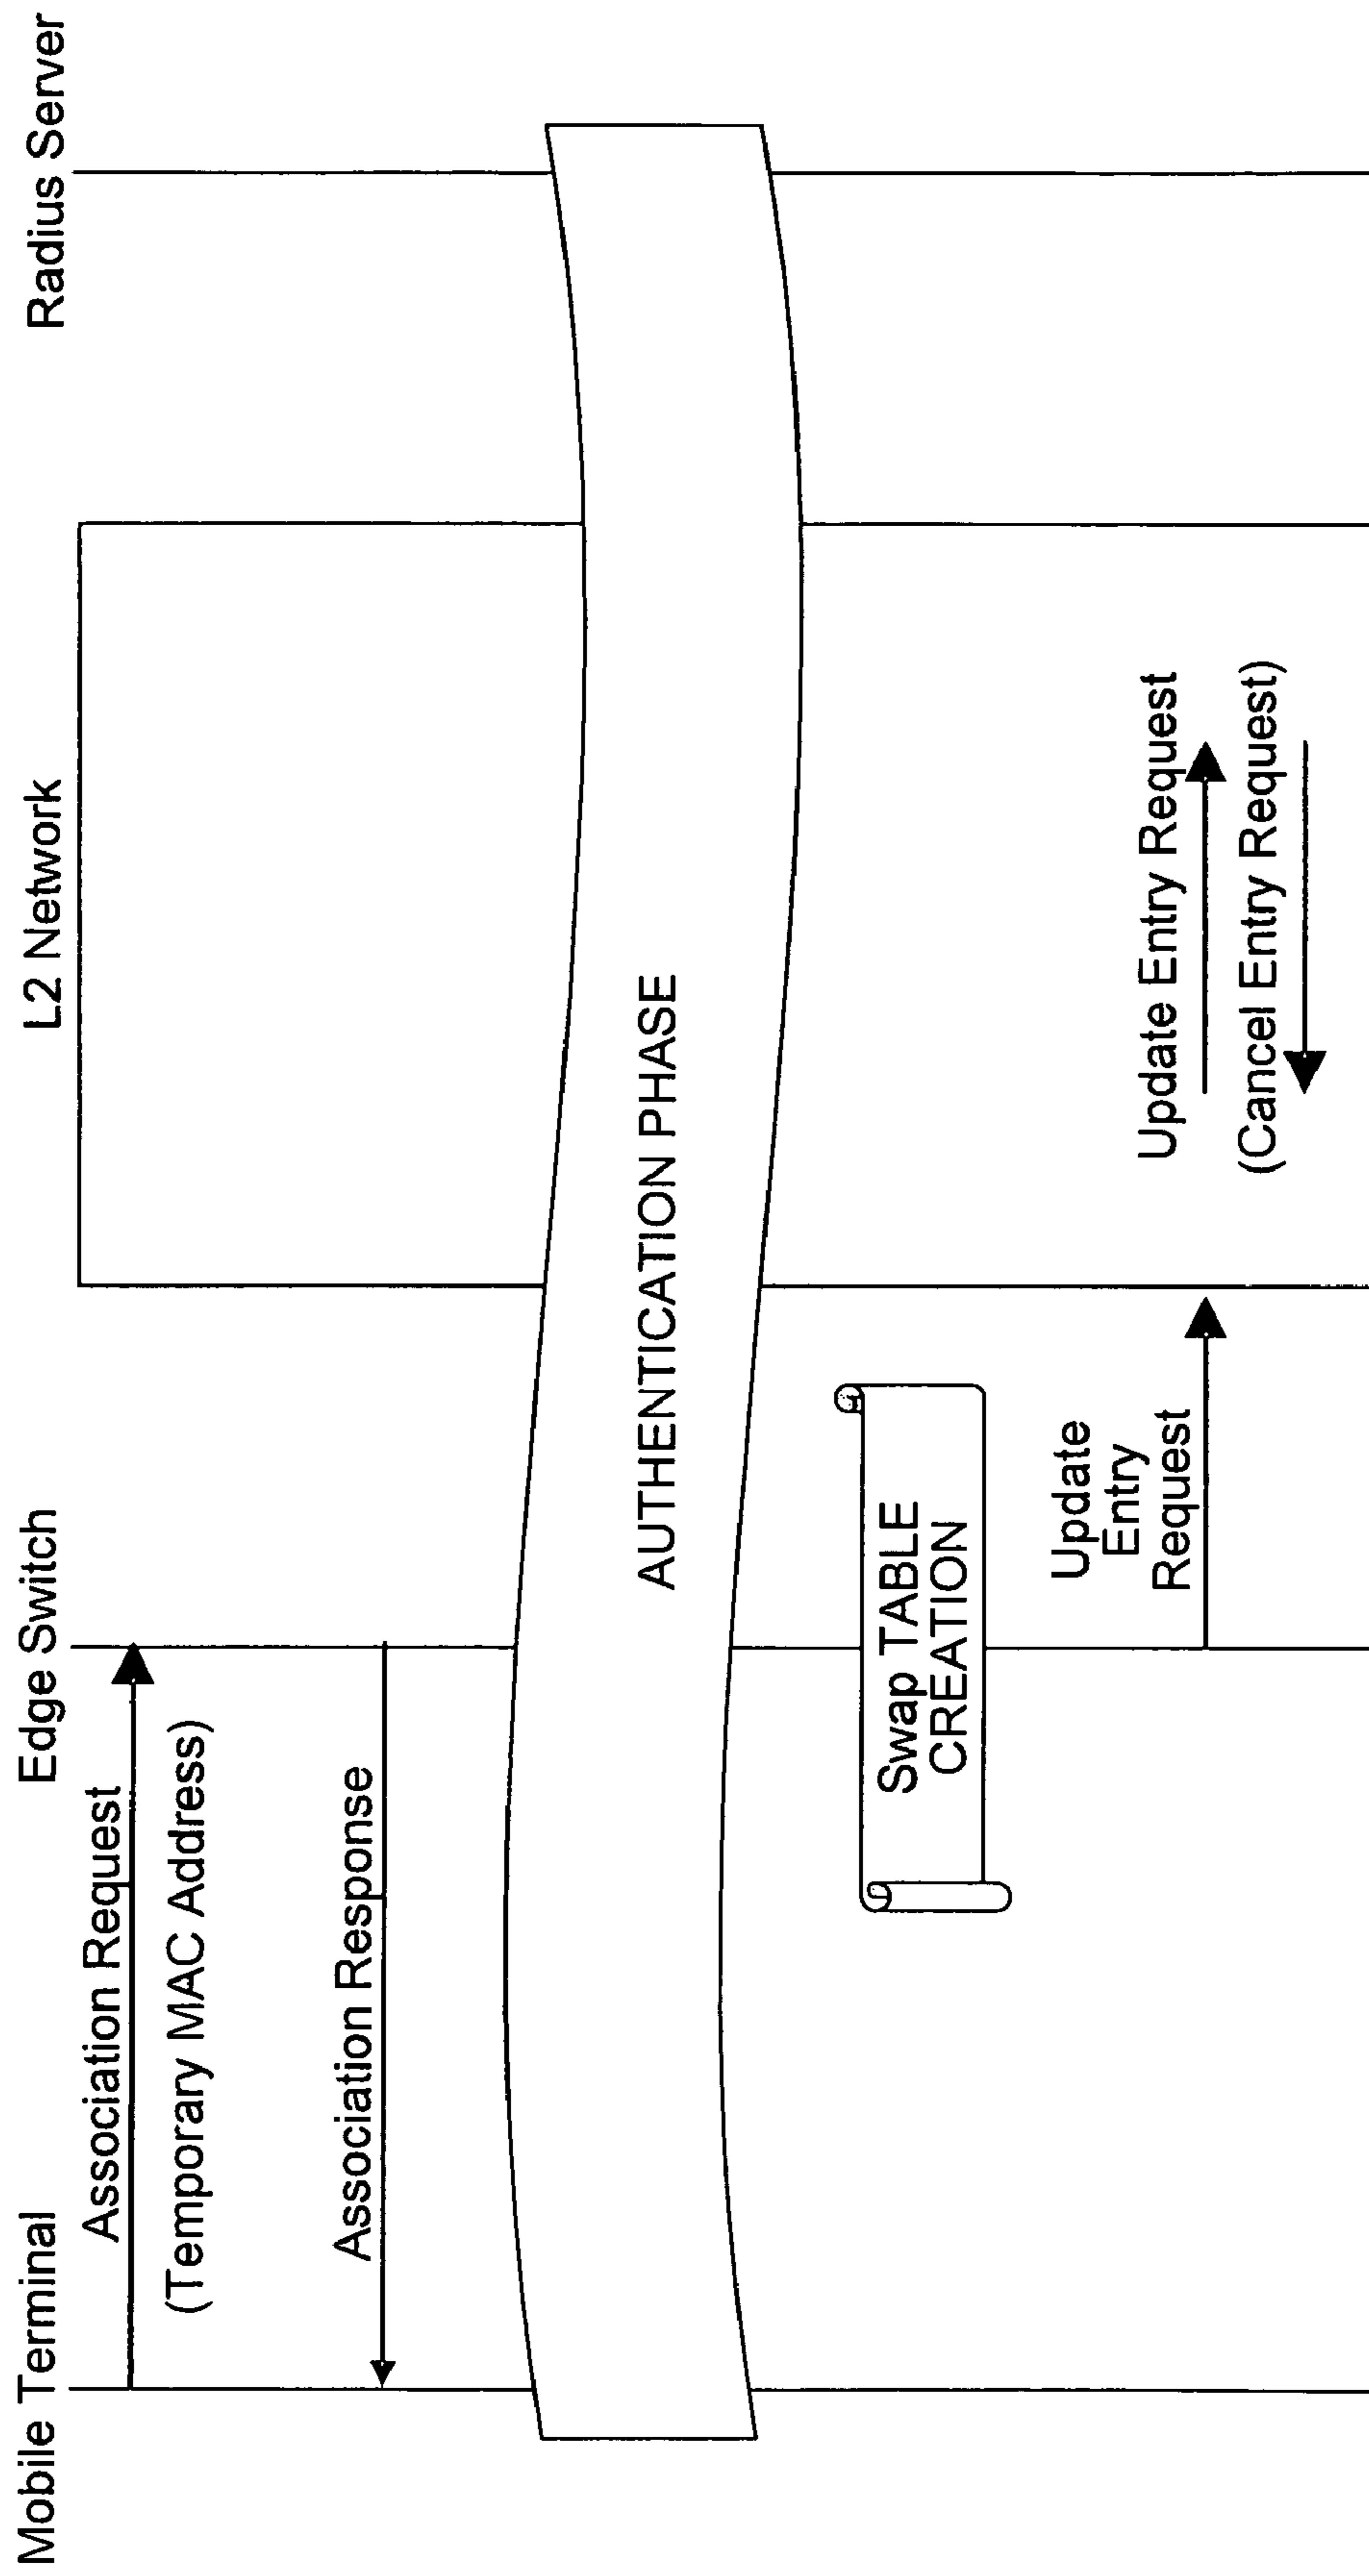 Mobile Terminal
Edge Switch
L2 Network
Radius Server
Association Request
(Temporary MAC Address)
Association Response
AUTHENTICATION PHASE
Swap TABLE
CREATION
Update
Entry
Request
Update Entry Request
(Cancel Entry Request)